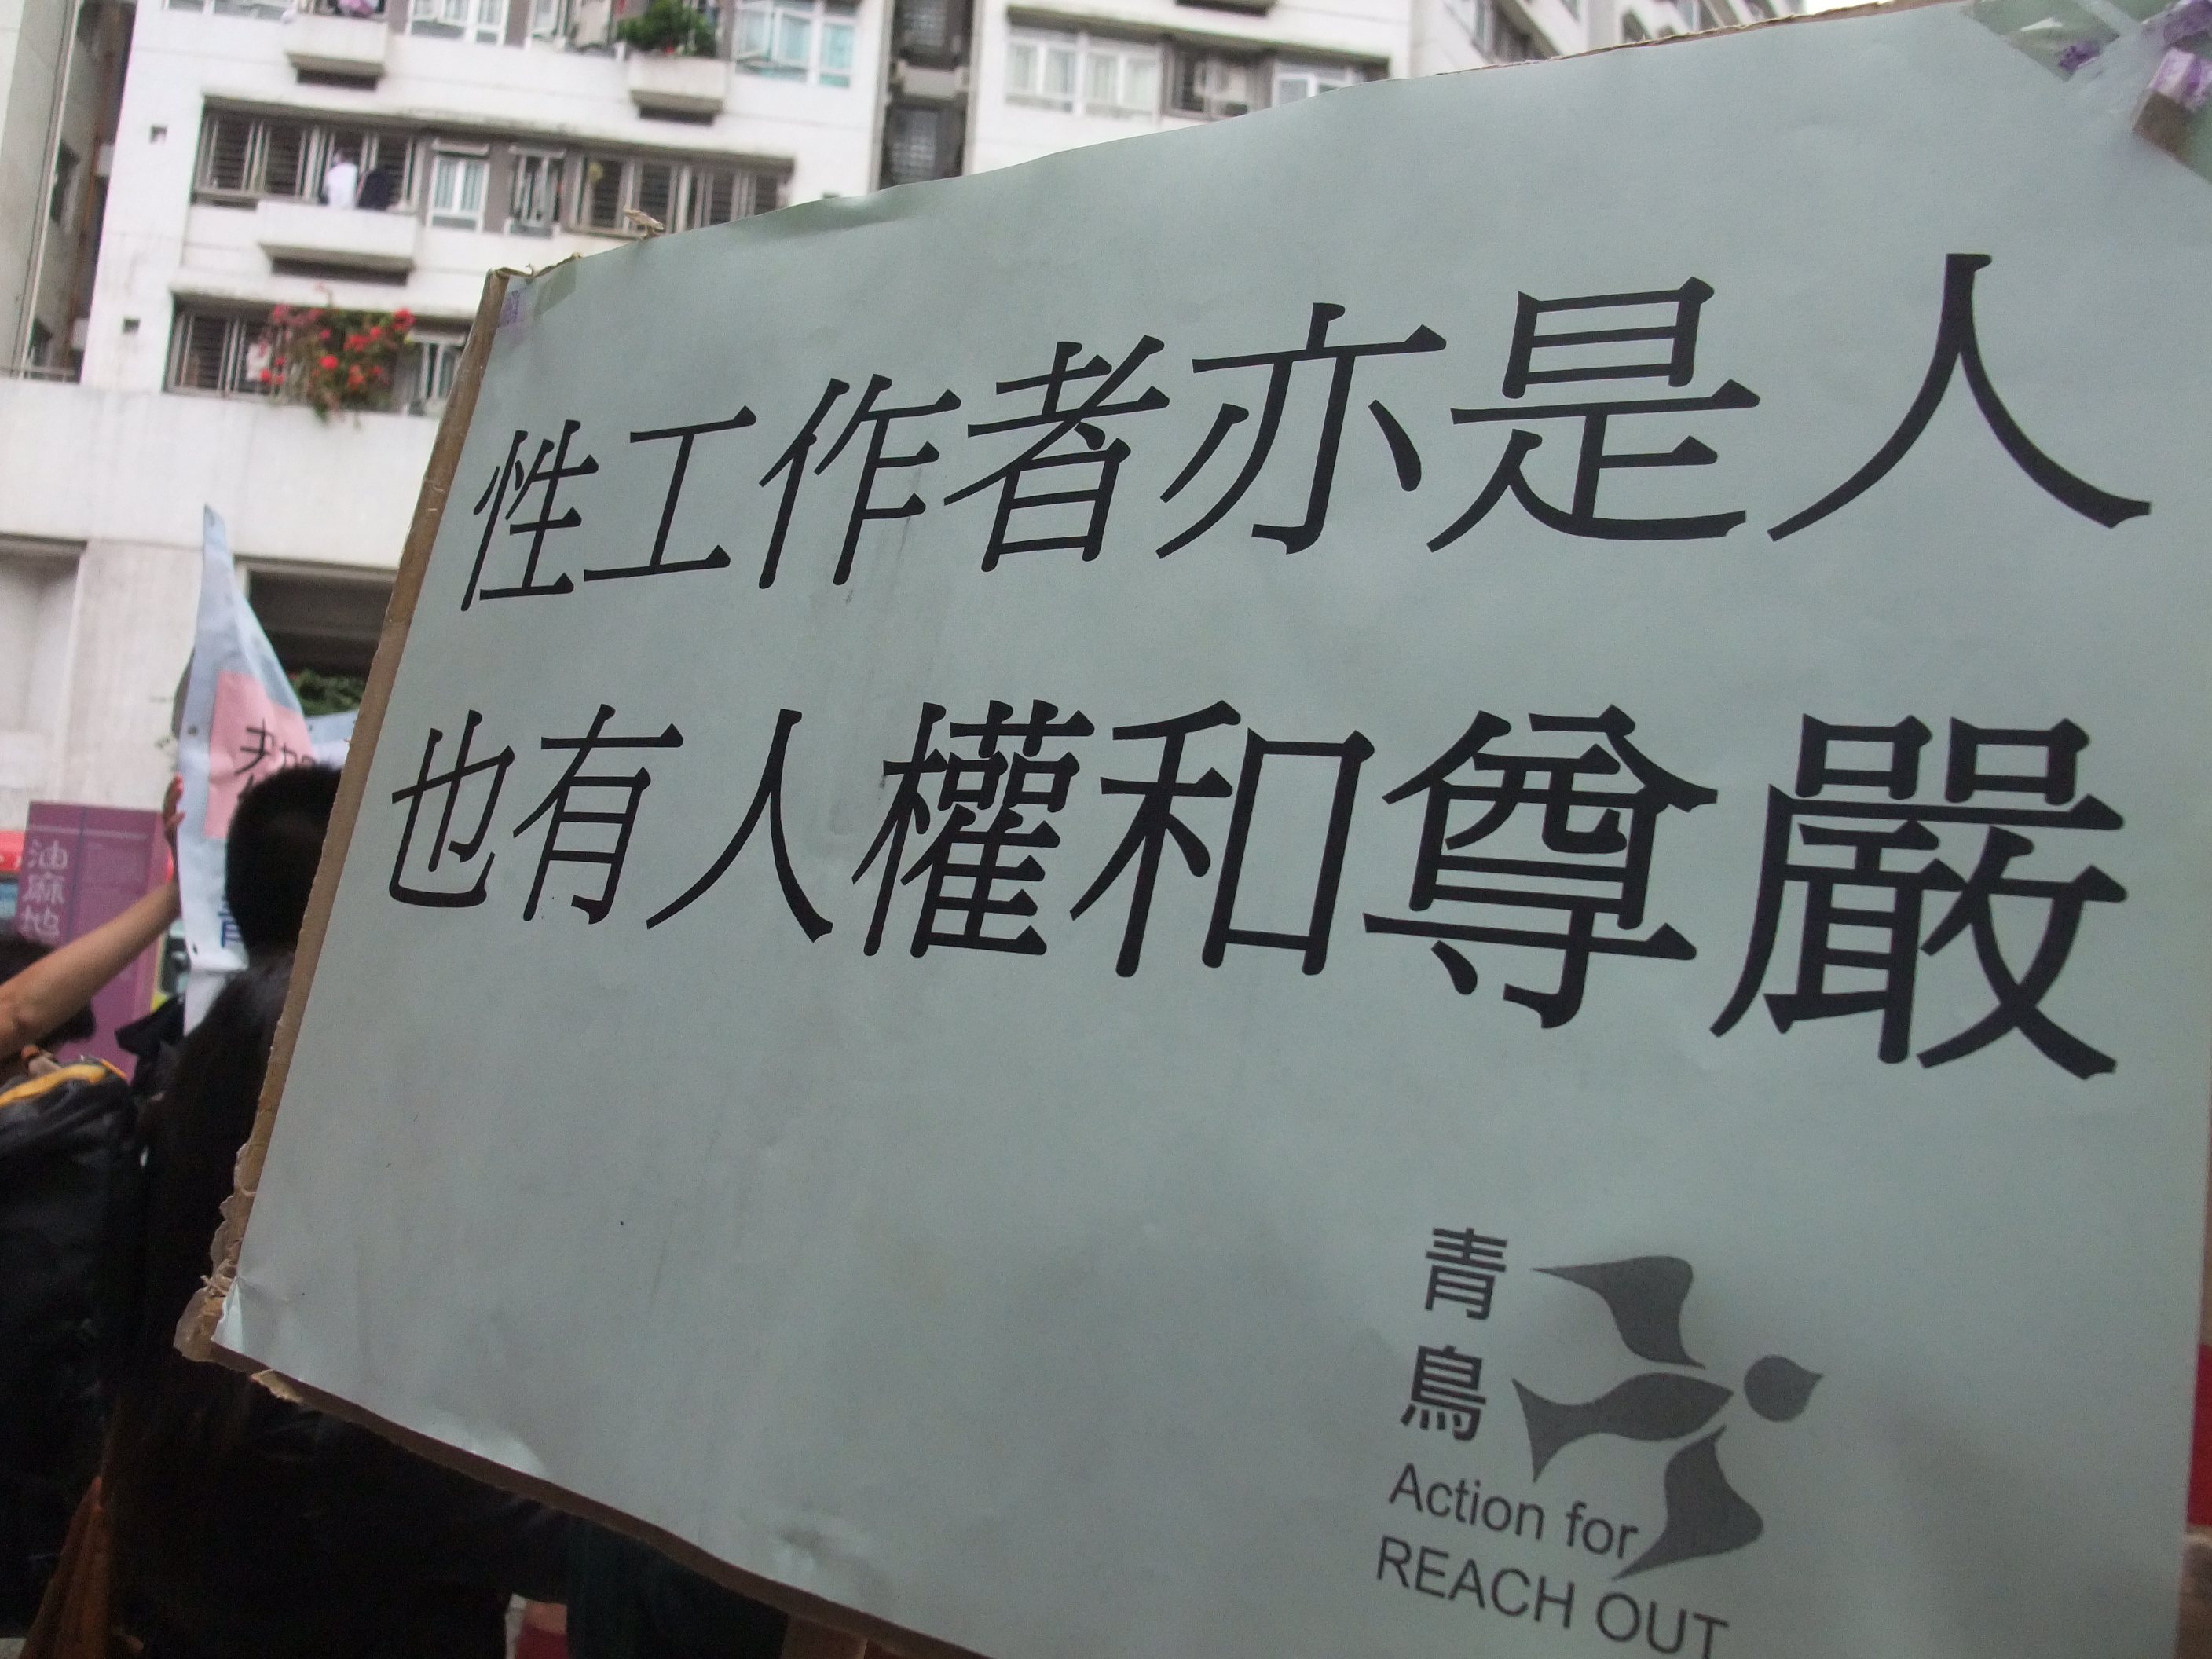 性工作者亦是人
也有人權和尊嚴
青鳥
Action for
REACH OUT
油麻地